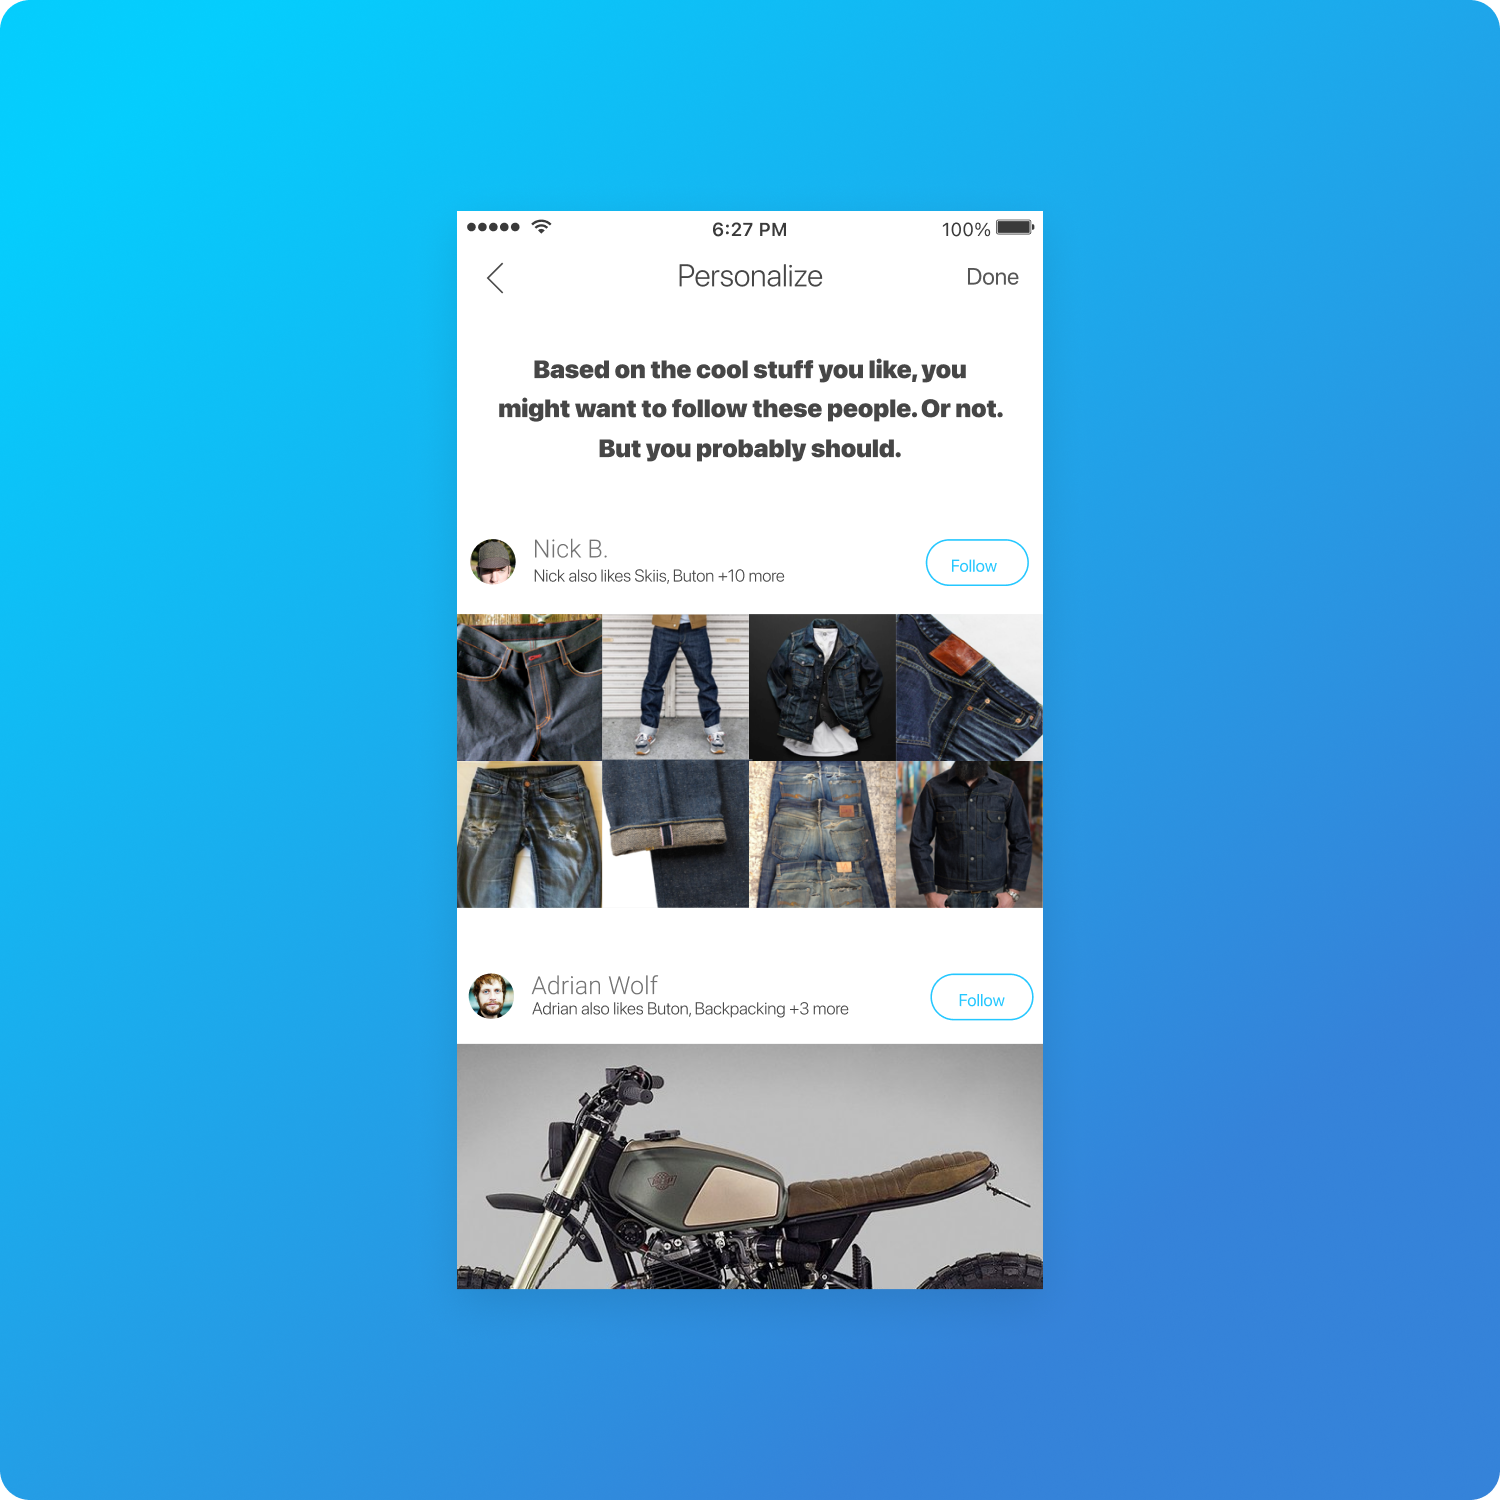 6:27 PM
100%
Personalize
Done
Based on the cool stuff you like, you
might want to follow these people. Or not.
But you probably should.
Nick B.
Nick also likes Skiis, Buton +10 more
Follow
Adrian Wolf
Adrian also likes Buton, Backpacking +3 more
Follow